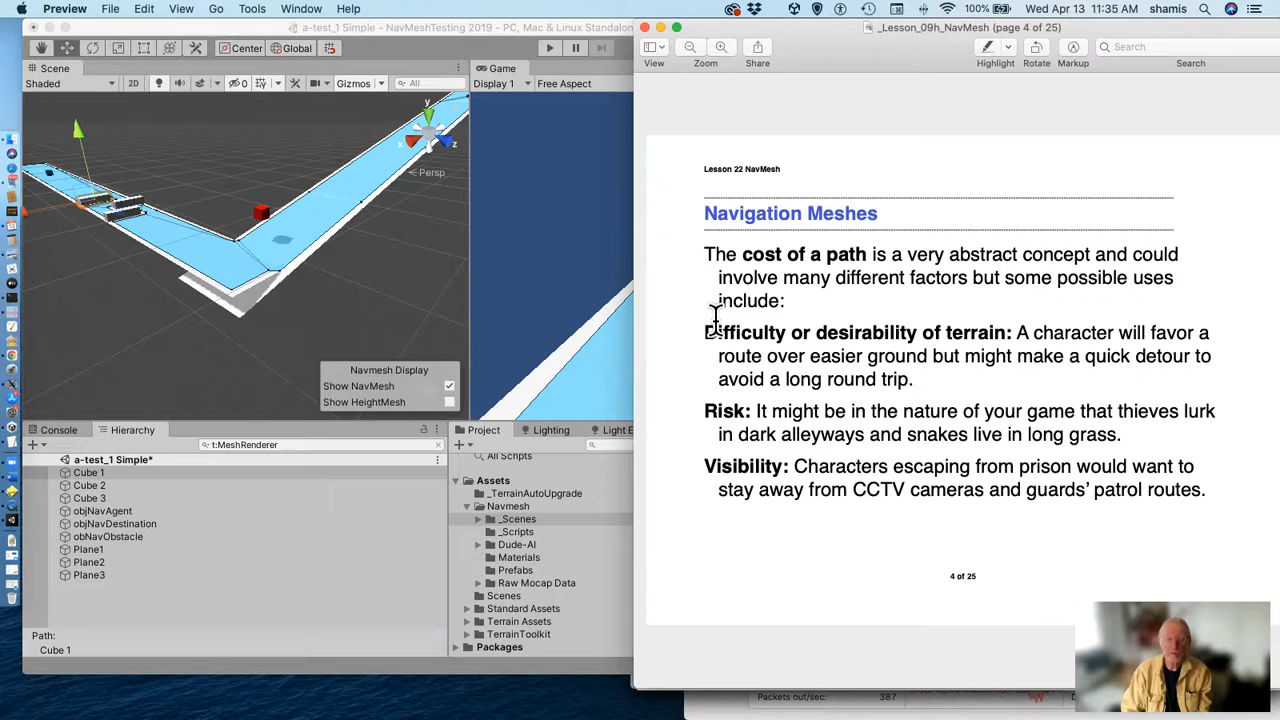 Preview File Edit View Go Tools Window Help
100% Wed Apr 13 11:35 AM shamis
a-test_1 Simple - NavMeshTesting 2019 - PC, Mac & Linux Standalon
Center Global
Scene
Shaded 2D 0 Gizmos All
y
x
z
Persp
Navmesh Display
Show NavMesh
Show HeightMesh
Game
Display 1 Free Aspect
Console Hierarchy
t:MeshRenderer
a-test_1 Simple*
Cube 1
Cube 2
Cube 3
objNavAgent
objNavDestination
obNavObstacle
Plane1
Plane2
Plane3
Path:
Cube 1
Project Lighting Light E
All Scripts
Assets
_TerrainAutoUpgrade
Navmesh
_Scenes
_Scripts
Dude-AI
Materials
Prefabs
Raw Mocap Data
Scenes
Standard Assets
Terrain Assets
TerrainToolkit
Packages
_Lesson_09h_NavMesh (page 4 of 25)
Search
View Zoom Share Highlight Rotate Markup Search
Lesson 22 NavMesh
Navigation Meshes
The cost of a path is a very abstract concept and could
involve many different factors but some possible uses
include:
Difficulty or desirability of terrain: A character will favor a
route over easier ground but might make a quick detour to
avoid a long round trip.
Risk: It might be in the nature of your game that thieves lurk
in dark alleyways and snakes live in long grass.
Visibility: Characters escaping from prison would want to
stay away from CCTV cameras and guards' patrol routes.
4 of 25
Packets out/sec: 387